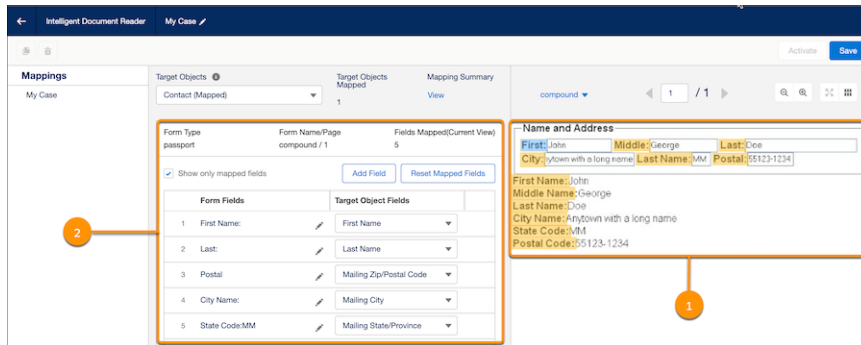 Intelligent Document Reader My Case
Activate Save
Mappings
My Case
Target Objects Target Objects Mapped Mapping Summary
Contact (Mapped) 1 View
compound 1 / 1
Form Type Form Name/Page Fields Mapped(Current View)
passport compound / 1 5
Show only mapped fields Add Field Reset Mapped Fields
Form Fields Target Object Fields
1 First Name: First Name
2 Last: Last Name
3 Postal Mailing Zip/Postal Code
4 City Name: Mailing City
5 State Code:MM Mailing State/Province
2
Name and Address
First: John Middle: George Last: Doe
City: ytown with a long name Last Name: MM Postal: 55123-1234
First Name:John
Middle Name:George
Last Name:Doe
City Name:Anytown with a long name
State Code:MM
Postal Code:55123-1234
1